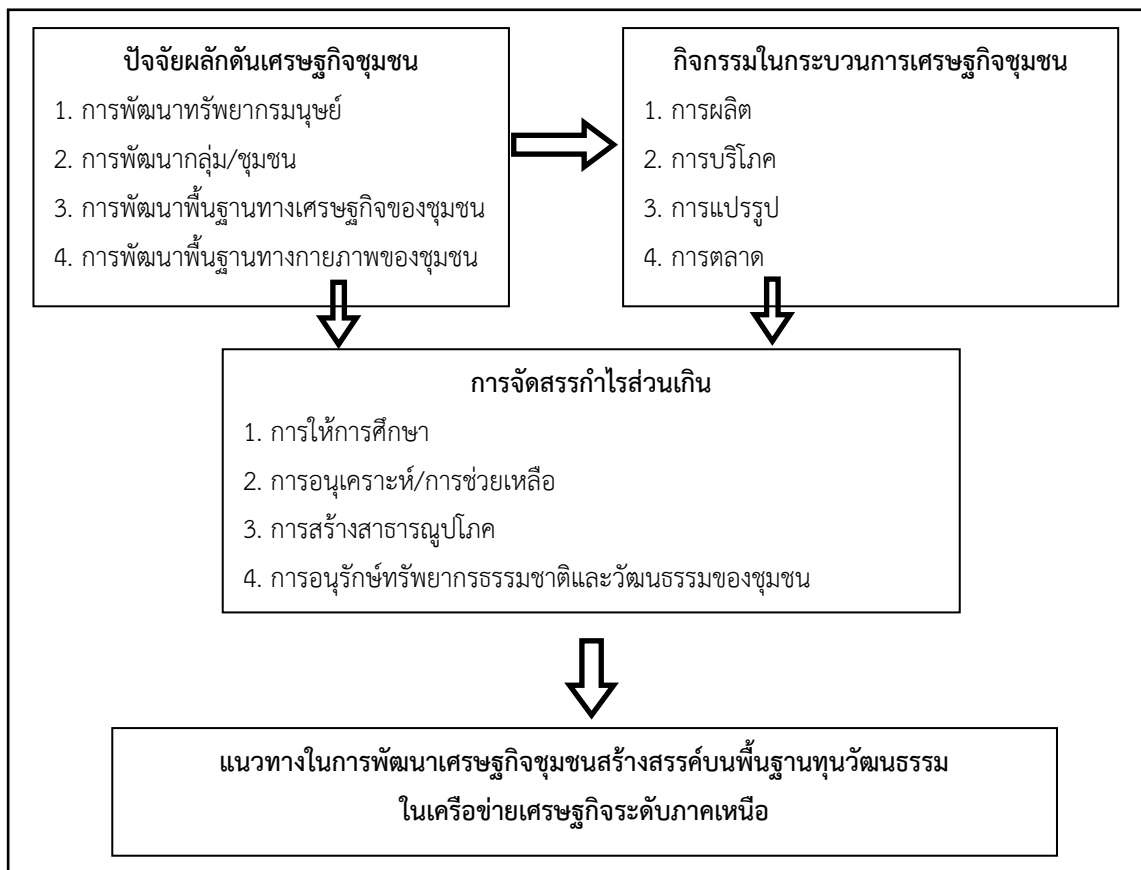 ปัจจัยผลักดันเศรษฐกิจชุมชน
1. การพัฒนาทรัพยากรมนุษย์
2. การพัฒนากลุ่ม/ชุมชน
3. การพัฒนาพื้นฐานทางเศรษฐกิจของชุมชน
4. การพัฒนาพื้นฐานทางกายภาพของชุมชน
กิจกรรมในกระบวนการเศรษฐกิจชุมชน
1. การผลิต
2. การบริโภค
3. การแปรรูป
4. การตลาด
การจัดสรรกำไรส่วนเกิน
1. การให้การศึกษา
2. การอนุเคราะห์/การช่วยเหลือ
3. การสร้างสาธารณูปโภค
4. การอนุรักษ์ทรัพยากรธรรมชาติและวัฒนธรรมของชุมชน
แนวทางในการพัฒนาเศรษฐกิจชุมชนสร้างสรรค์บนพื้นฐานทุนวัฒนธรรม
ในเครือข่ายเศรษฐกิจระดับภาคเหนือ